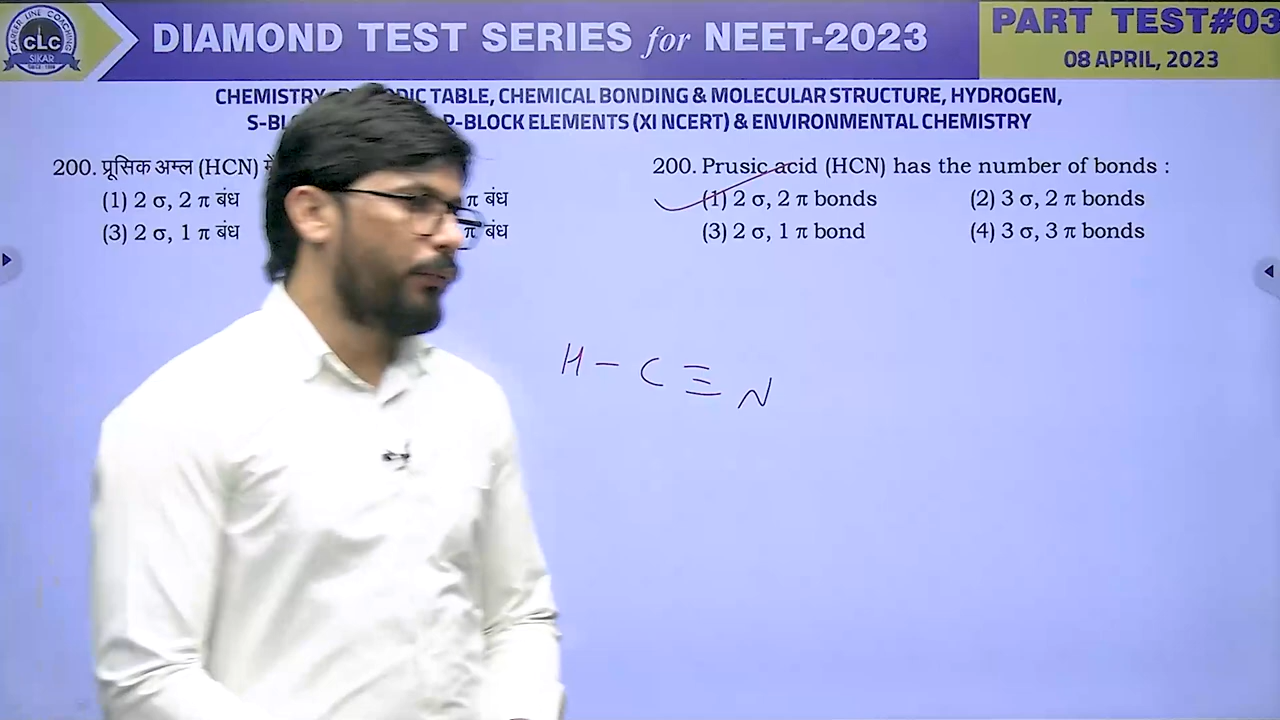 CAREER LINE COACHING
CLC
SIKAR
DIAMOND TEST SERIES for NEET-2023
PART TEST#03
08 APRIL, 2023
CHEMISTRY TABLE, CHEMICAL BONDING & MOLECULAR STRUCTURE, HYDROGEN,
P-BLOCK ELEMENTS (XI NCERT) & ENVIRONMENTAL CHEMISTRY
200. प्रूसिक अम्ल (HCN)
(1) 2 σ, 2 π बंध
π बंध
(3) 2 σ, 1 π बंध
π बंध
200. Prusic acid (HCN) has the number of bonds :
(1) 2 σ, 2 π bonds
(2) 3 σ, 2 π bonds
(3) 2 σ, 1 π bond
(4) 3 σ, 3 π bonds
H – C ≡ N